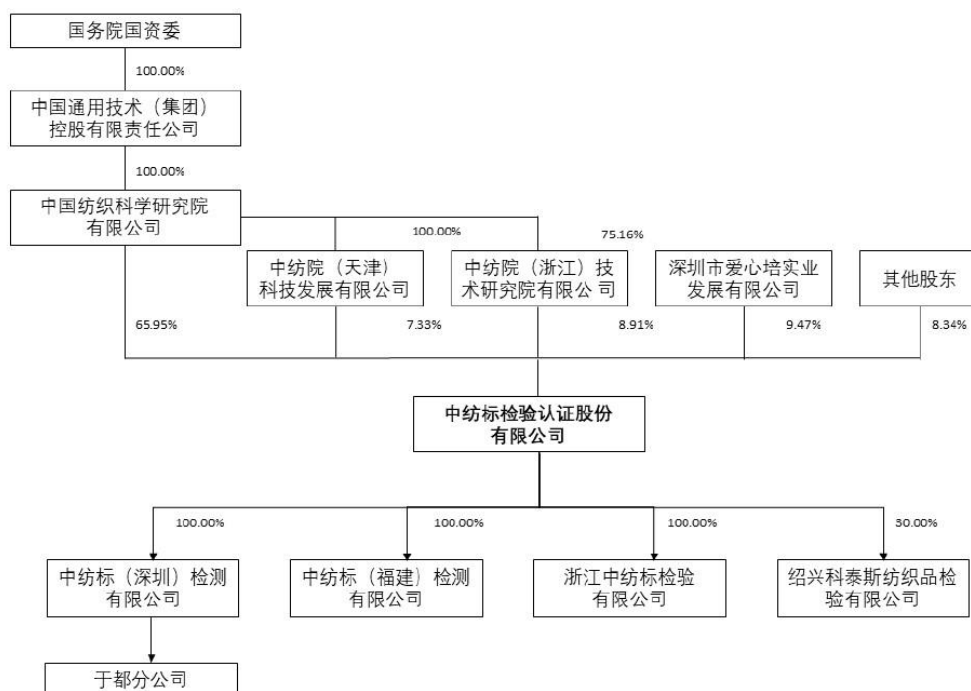 国务院国资委
100.00%
中国通用技术（集团）
控股有限责任公司
100.00%
中国纺织科学研究院
有限公司
100.00%
75.16%
中纺院（天津）
科技发展有限公司
中纺院（浙江）技
术研究院有限公 司
深圳市爱心培实业
发展有限公司
其他股东
65.95%
7.33%
8.91%
9.47%
8.34%
中纺标检验认证股份
有限公司
100.00%
100.00%
100.00%
30.00%
中纺标（深圳）检测
有限公司
中纺标（福建）检测
有限公司
浙江中纺标检验
有限公司
绍兴科泰斯纺织品检
验有限公司
于都分公司